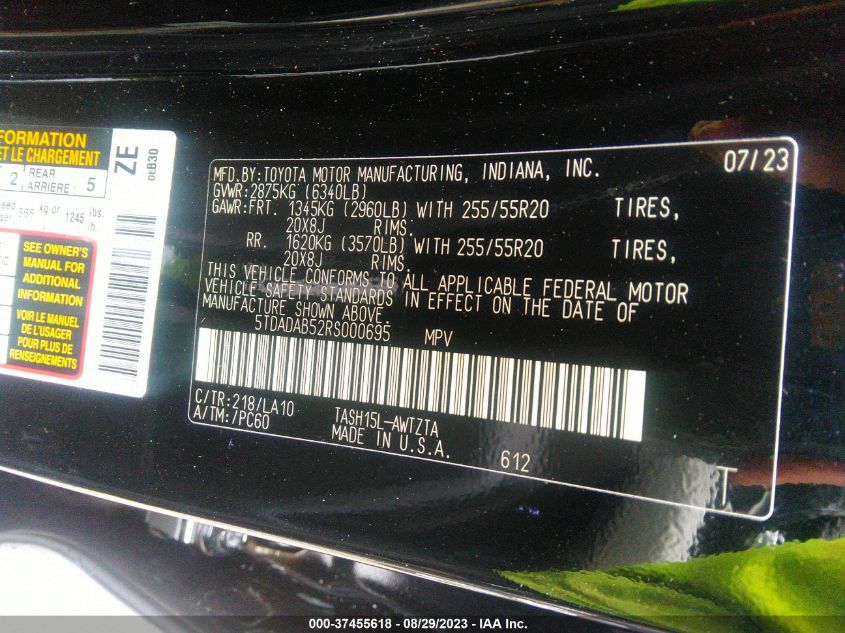 FORMATION
ET LE CHARGEMENT
2 REAR 5
ARRIERE:
kg or 1245 lbs.
lb.
SEE OWNER'S
MANUAL FOR
ADDITIONAL
INFORMATION
VOIR LE MANUEL
DE L'USAGER
POUR PLUS DE
RENSEIGNEMENTS
ZE
0EB30
MFD.BY:TOYOTA MOTOR MANUFACTURING, INDIANA, INC. 07/23
GVWR:2875KG (6340LB)
GAWR:FRT. 1345KG (2960LB) WITH 255/55R20 TIRES,
20X8J RIMS.
RR. 1620KG (3570LB) WITH 255/55R20 TIRES,
20X8J RIMS.
THIS VEHICLE CONFORMS TO ALL APPLICABLE FEDERAL MOTOR
VEHICLE SAFETY STANDARDS IN EFFECT ON THE DATE OF
MANUFACTURE SHOWN ABOVE
5TDADAB52RS000695 MPV
C/TR:218/LA10 TASH15L-AWTZTA
A/TM:/PC60 MADE IN U.S.A. 612
T
000-37455618 - 08/29/2023 - IAA Inc.